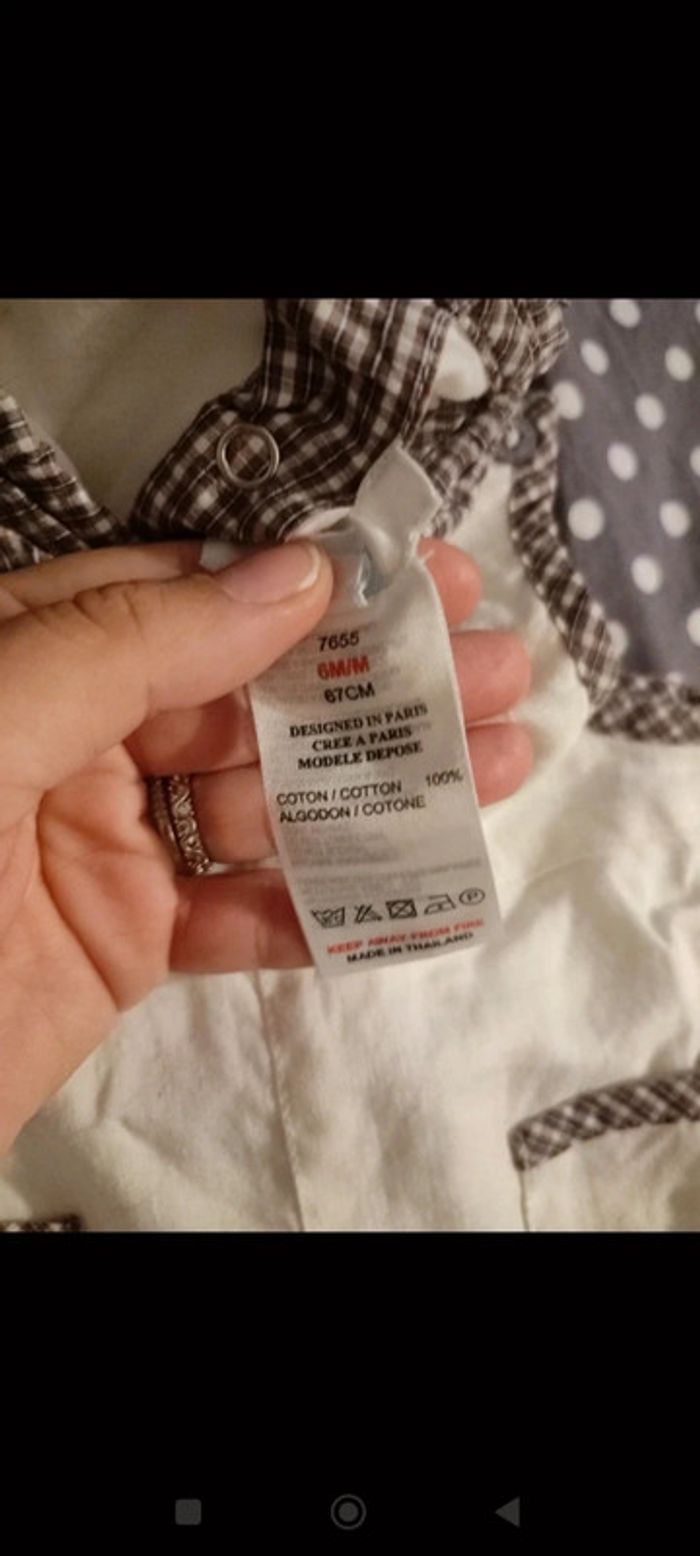 7655
6M/M
67CM
DESIGNED IN PARIS
CREE A PARIS
MODELE DEPOSE
COTON / COTTON 100%
ALGODON / COTONE
P
KEEP AWAY FROM FIRE
MADE IN THAILAND